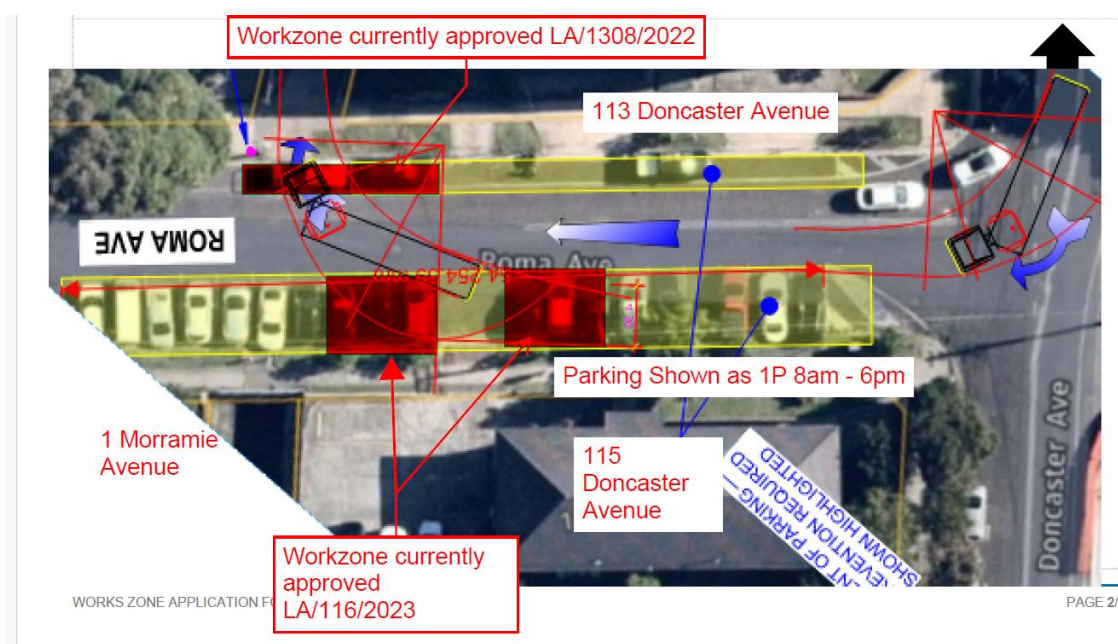 Workzone currently approved LA/1308/2022
113 Doncaster Avenue
ROMA AVE
Roma Ave
Parking Shown as 1P 8am - 6pm
1 Morramie
Avenue
115
Doncaster
Avenue
NT OF PARKING
EVENTION REQUIRED
SHOWN HIGHLIGHTED
Doncaster Ave
Workzone currently
approved
LA/116/2023
WORKS ZONE APPLICATION FO
PAGE 2/